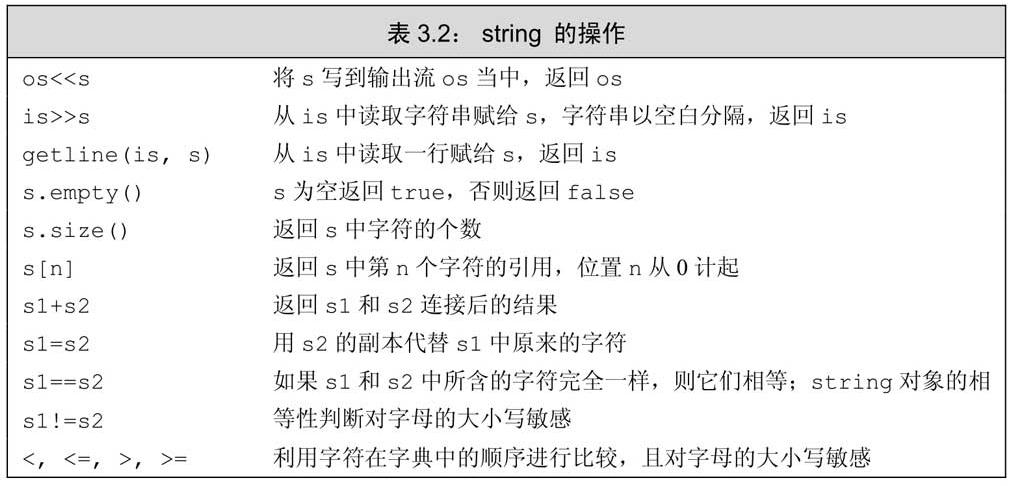 表 3.2： string 的操作
os<<s 将 s 写到输出流 os 当中，返回 os
is>>s 从 is 中读取字符串赋给 s，字符串以空白分隔，返回 is
getline(is, s) 从 is 中读取一行赋给 s，返回 is
s.empty() s 为空返回 true，否则返回 false
s.size() 返回 s 中字符的个数
s[n] 返回 s 中第 n 个字符的引用，位置 n 从 0 计起
s1+s2 返回 s1 和 s2 连接后的结果
s1=s2 用 s2 的副本代替 s1 中原来的字符
s1==s2 如果 s1 和 s2 中所含的字符完全一样，则它们相等；string 对象的相
s1!=s2 等性判断对字母的大小写敏感
<, <=, >, >= 利用字符在字典中的顺序进行比较，且对字母的大小写敏感